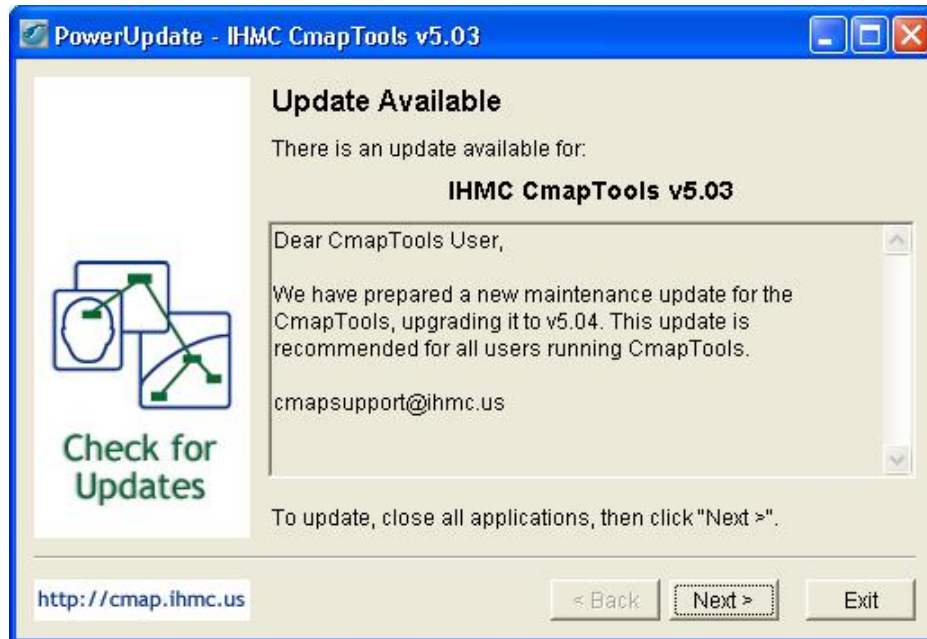 PowerUpdate - IHMC CmapTools v5.03
Update Available
There is an update available for:
IHMC CmapTools v5.03
Dear CmapTools User,
We have prepared a new maintenance update for the
CmapTools, upgrading it to v5.04. This update is
recommended for all users running CmapTools.
cmapsupport@ihmc.us
Check for
Updates
To update, close all applications, then click "Next >".
http://cmap.ihmc.us
< Back
Next >
Exit